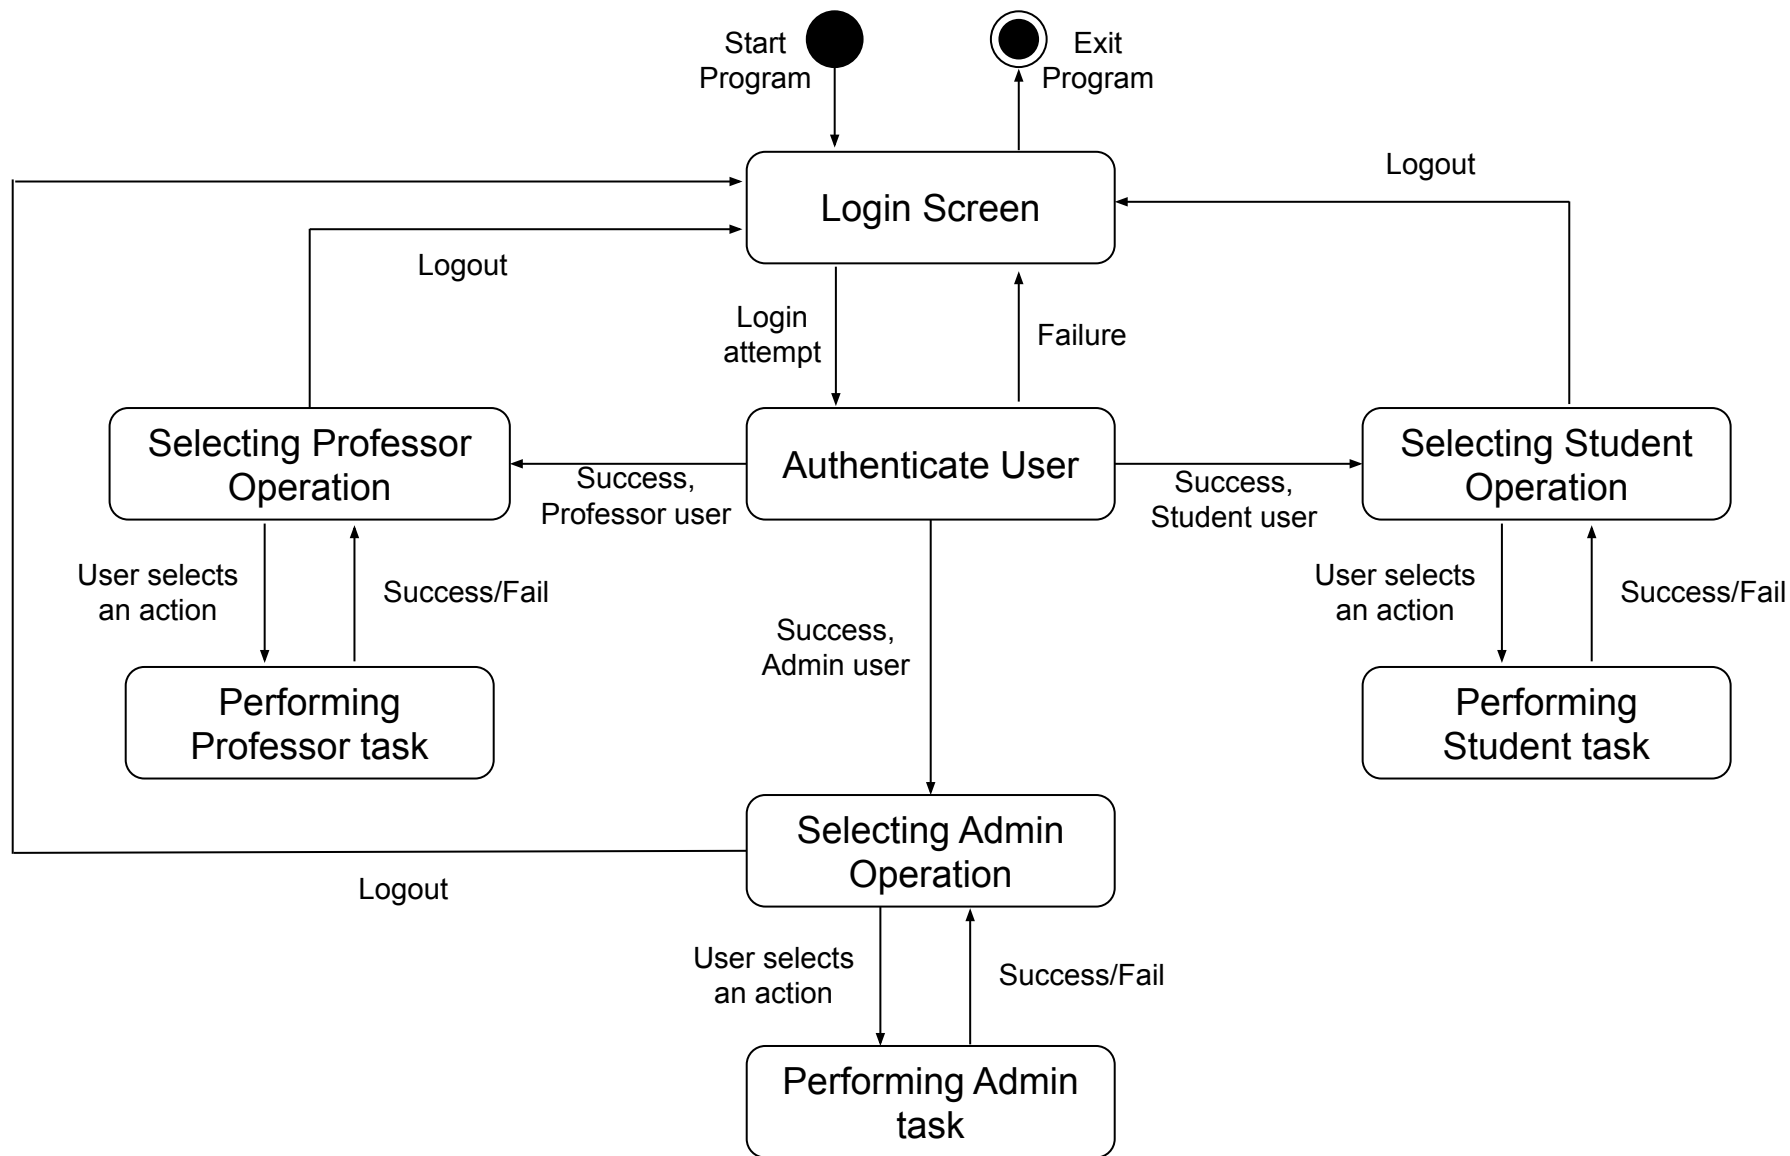 Start
Program
Exit
Program
Logout
Login Screen
Logout
Login
attempt
Failure
Selecting Professor
Operation
Authenticate User
Selecting Student
Operation
Success,
Professor user
Success,
Student user
User selects
an action
Success/Fail
User selects
an action
Success/Fail
Success,
Admin user
Performing
Professor task
Performing
Student task
Selecting Admin
Operation
Logout
User selects
an action
Success/Fail
Performing Admin
task